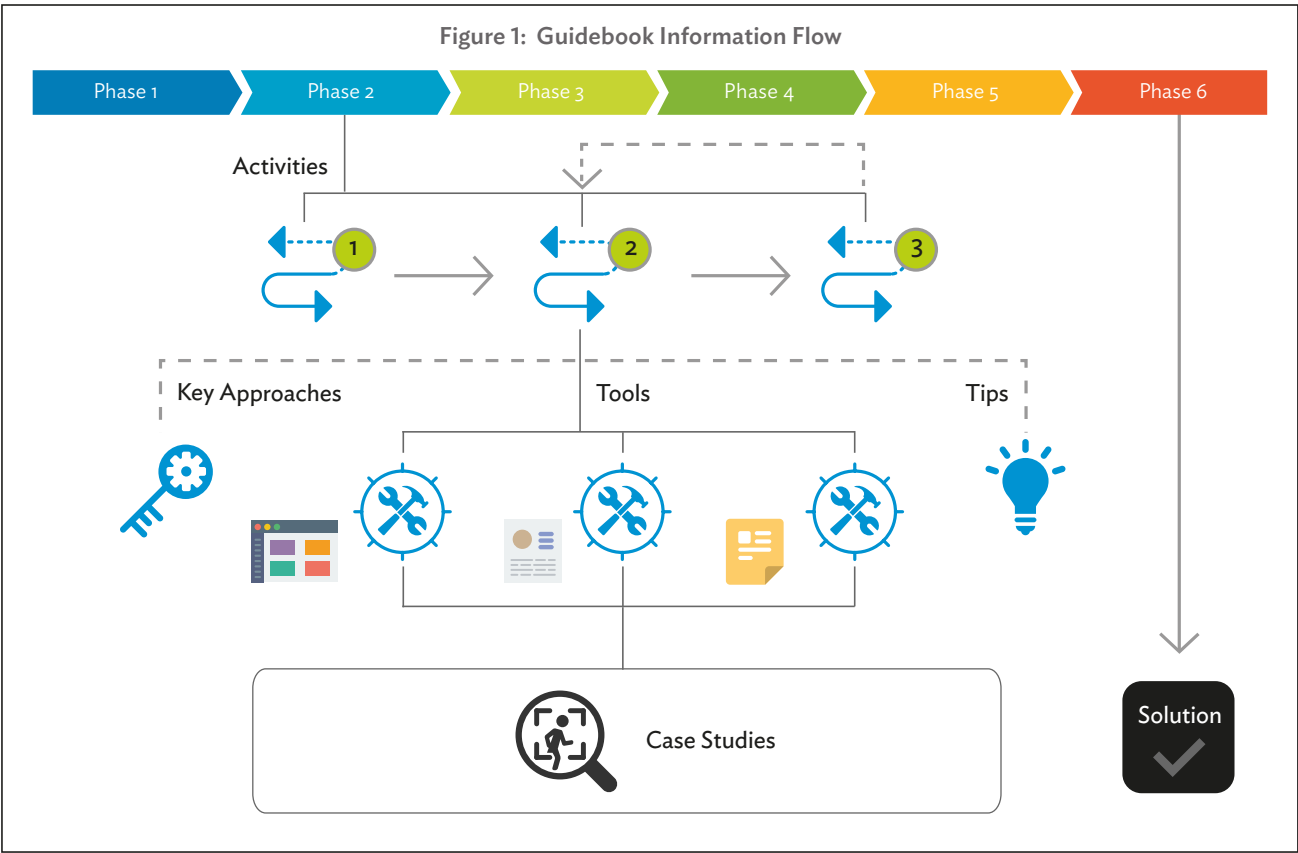 Figure 1: Guidebook Information Flow
Phase 1
Phase 2
Phase 3
Phase 4
Phase 5
Phase 6
Activities
1
2
3
Key Approaches
Tools
Tips
Case Studies
Solution